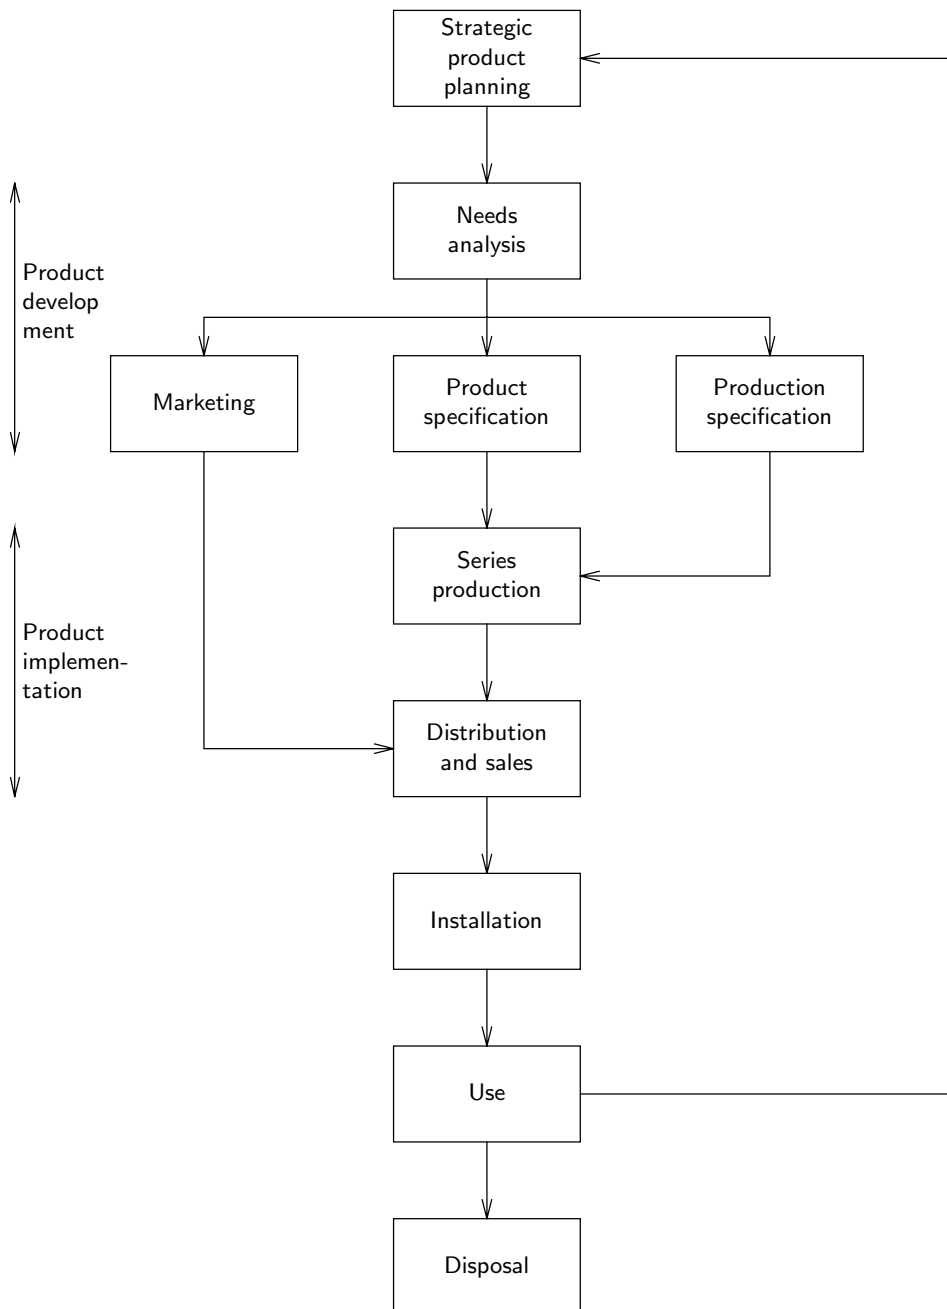 Strategic
product
planning
Needs
analysis
Product
develop
ment
Marketing
Product
specification
Production
specification
Series
production
Product
implemen-
tation
Distribution
and sales
Installation
Use
Disposal